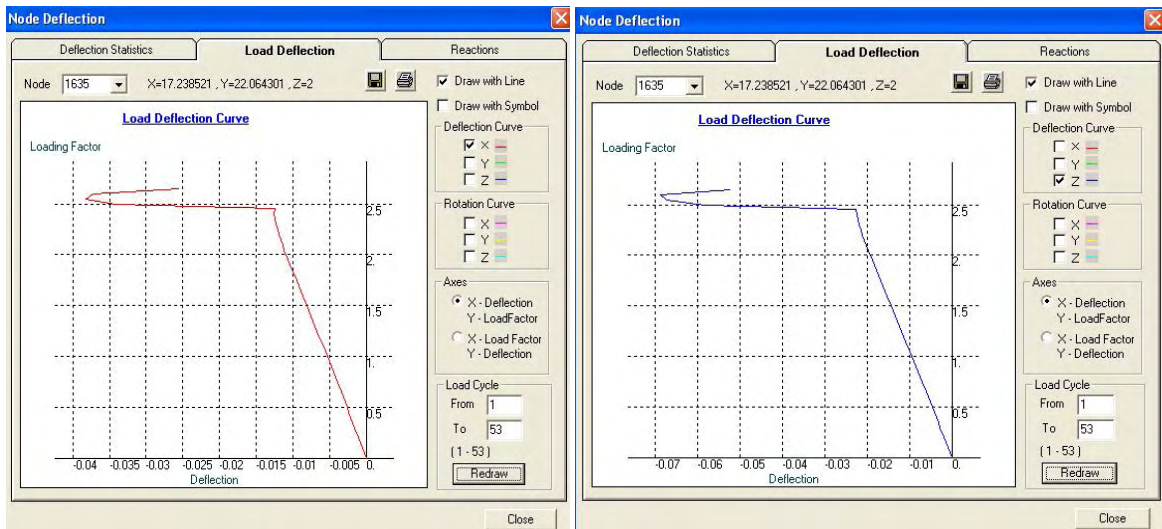 Node Deflection
Deflection Statistics
Load Deflection
Reactions
Node
1635
X=17.238521 , Y=22.064301 , Z=2
Draw with Line
Draw with Symbol
Load Deflection Curve
Loading Factor
2.5
2.
1.5
1.
0.5
-0.04 -0.035 -0.03 -0.025 -0.02 -0.015 -0.01 -0.005 0.
Deflection
Deflection Curve
X
Y
Z
Rotation Curve
X
Y
Z
Axes
X - Deflection
Y - LoadFactor
X - Load Factor
Y - Deflection
Load Cycle
From 1
To 53
( 1 - 53 )
Redraw
Close
Node Deflection
Deflection Statistics
Load Deflection
Reactions
Node
1635
X=17.238521 , Y=22.064301 , Z=2
Draw with Line
Draw with Symbol
Load Deflection Curve
Loading Factor
2.5
2.
1.5
1.
0.5
-0.07 -0.06 -0.05 -0.04 -0.03 -0.02 -0.01 0.
Deflection
Deflection Curve
X
Y
Z
Rotation Curve
X
Y
Z
Axes
X - Deflection
Y - LoadFactor
X - Load Factor
Y - Deflection
Load Cycle
From 1
To 53
( 1 - 53 )
Redraw
Close